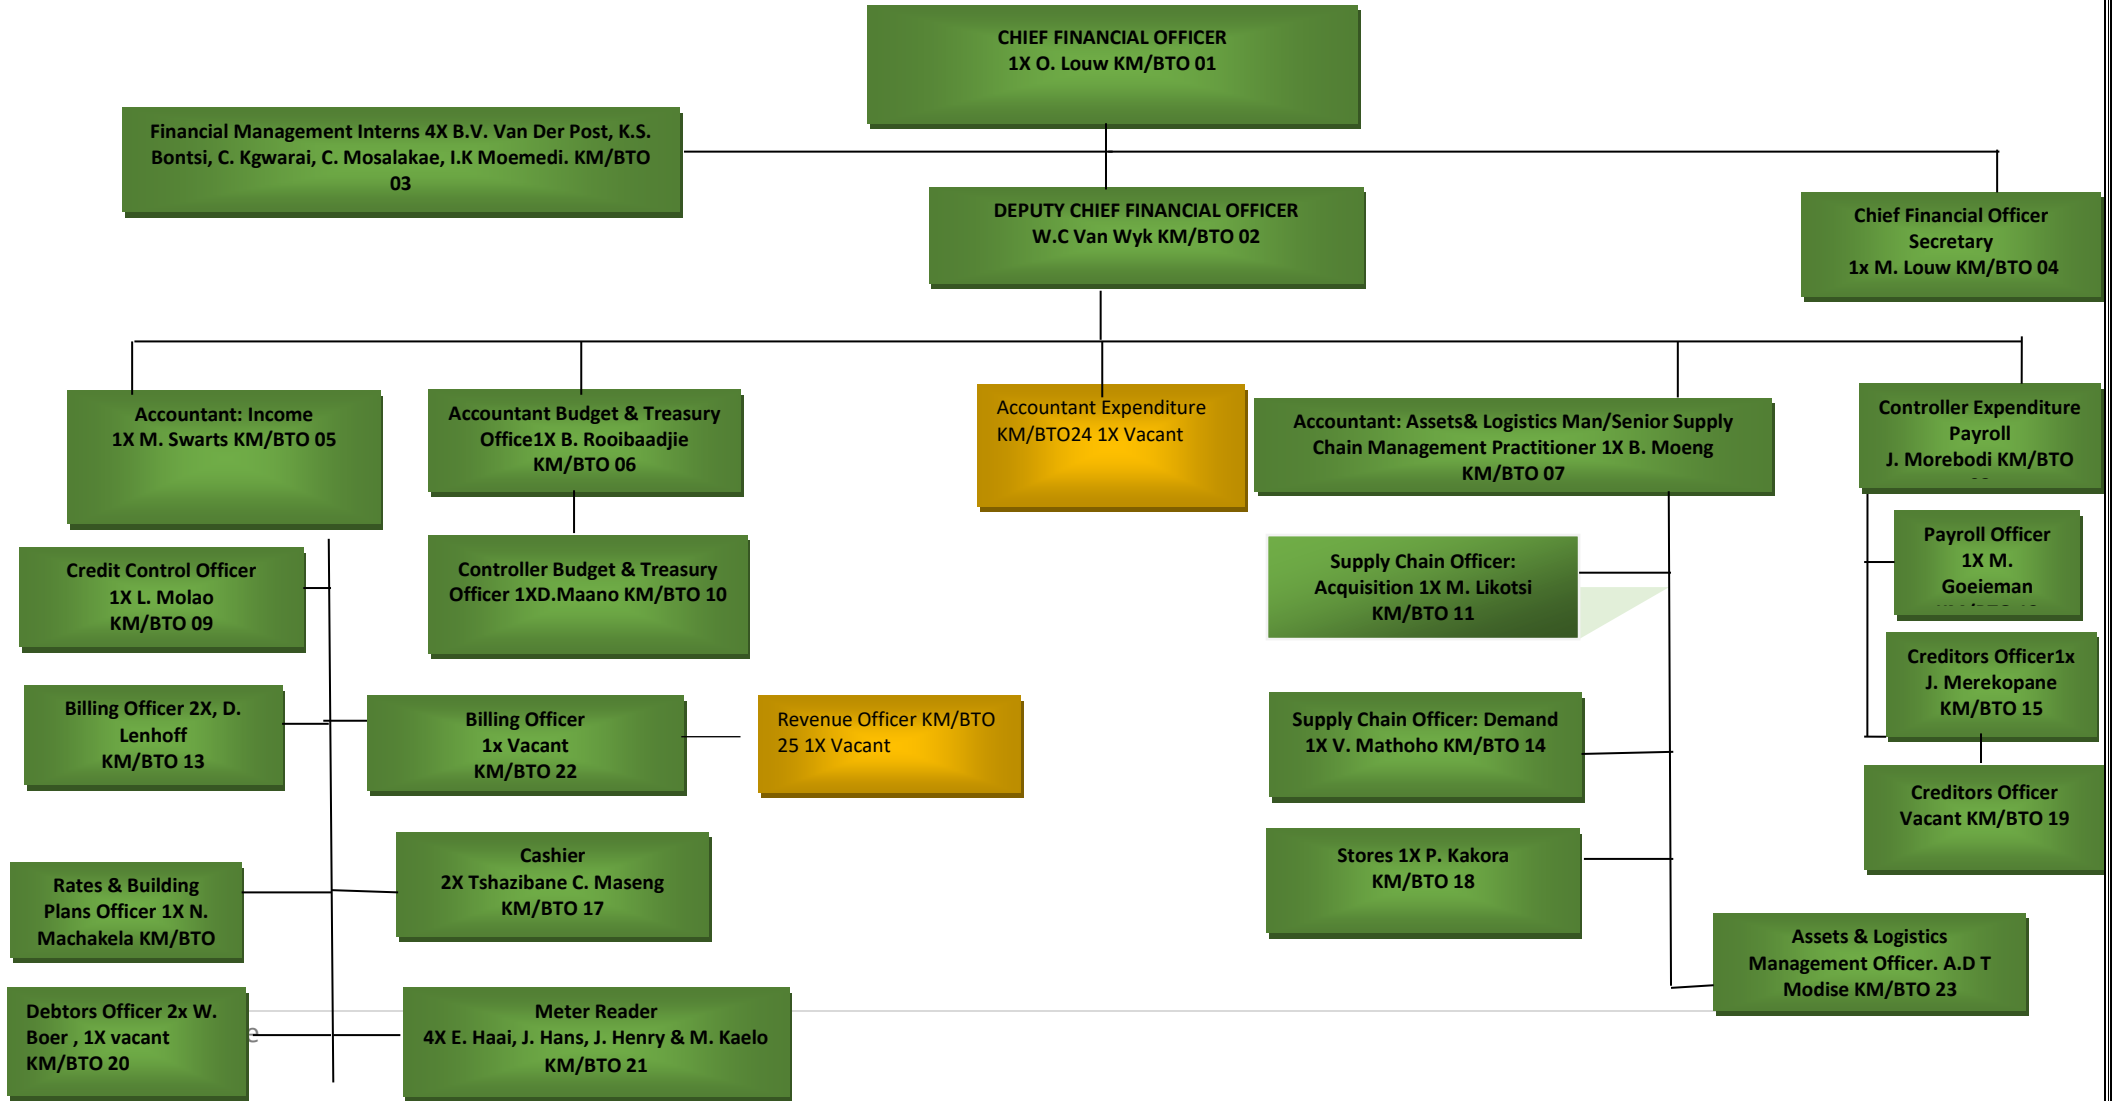 CHIEF FINANCIAL OFFICER
1X O. Louw KM/BTO 01
Financial Management Interns 4X B.V. Van Der Post, K.S.
Bontsi, C. Kgwarai, C. Mosalakae, I.K Moemedi. KM/BTO
03
DEPUTY CHIEF FINANCIAL OFFICER
W.C Van Wyk KM/BTO 02
Chief Financial Officer
Secretary
1x M. Louw KM/BTO 04
Accountant: Income
1X M. Swarts KM/BTO 05
Accountant Budget & Treasury
Office1X B. Rooibaadjie
KM/BTO 06
Accountant Expenditure
KM/BTO24 1X Vacant
Accountant: Assets& Logistics Man/Senior Supply
Chain Management Practitioner 1X B. Moeng
KM/BTO 07
Controller Expenditure
Payroll
J. Morebodi KM/BTO
Credit Control Officer
1X L. Molao
KM/BTO 09
Controller Budget & Treasury
Officer 1XD.Maano KM/BTO 10
Supply Chain Officer:
Acquisition 1X M. Likotsi
KM/BTO 11
Payroll Officer
1X M.
Goeieman
Billing Officer 2X, D.
Lenhoff
KM/BTO 13
Billing Officer
1x Vacant
KM/BTO 22
Revenue Officer KM/BTO
25 1X Vacant
Supply Chain Officer: Demand
1X V. Mathoho KM/BTO 14
Creditors Officer1x
J. Merekopane
KM/BTO 15
Creditors Officer
Vacant KM/BTO 19
Rates & Building
Plans Officer 1X N.
Machakela KM/BTO
Cashier
2X Tshazibane C. Maseng
KM/BTO 17
Stores 1X P. Kakora
KM/BTO 18
Assets & Logistics
Management Officer. A.D T
Modise KM/BTO 23
Debtors Officer 2x W.
Boer , 1X vacant
KM/BTO 20
e
Meter Reader
4X E. Haai, J. Hans, J. Henry & M. Kaelo
KM/BTO 21